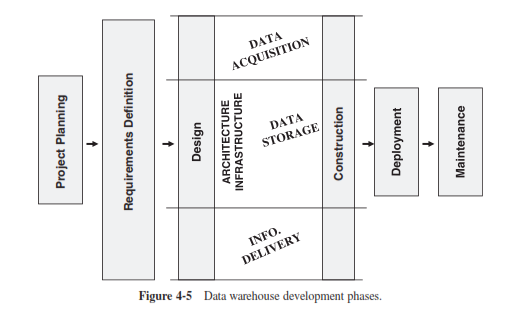 Project Planning
Requirements Definition
Design
ARCHITECTURE
INFRASTRUCTURE
DATA
ACQUISITION
DATA
STORAGE
INFO.
DELIVERY
Construction
Deployment
Maintenance
Figure 4-5 Data warehouse development phases.